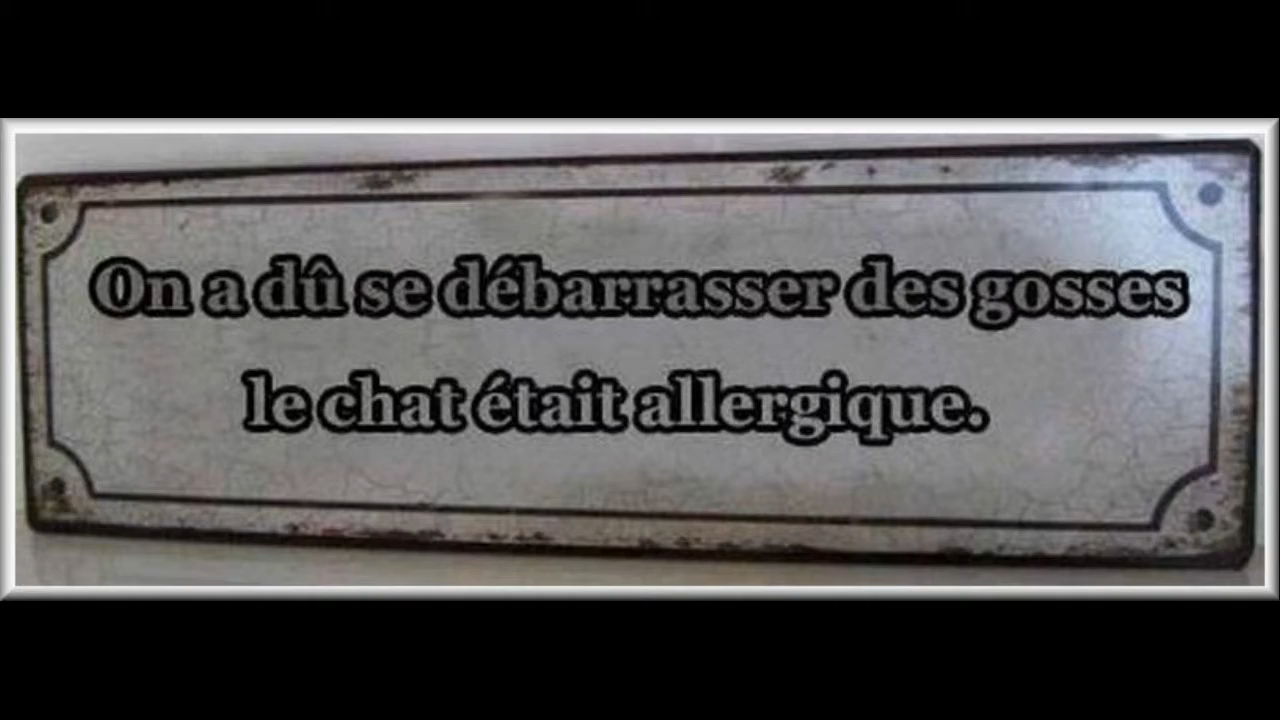 On a dû se débarrasser des gosses
le chat était allergique.